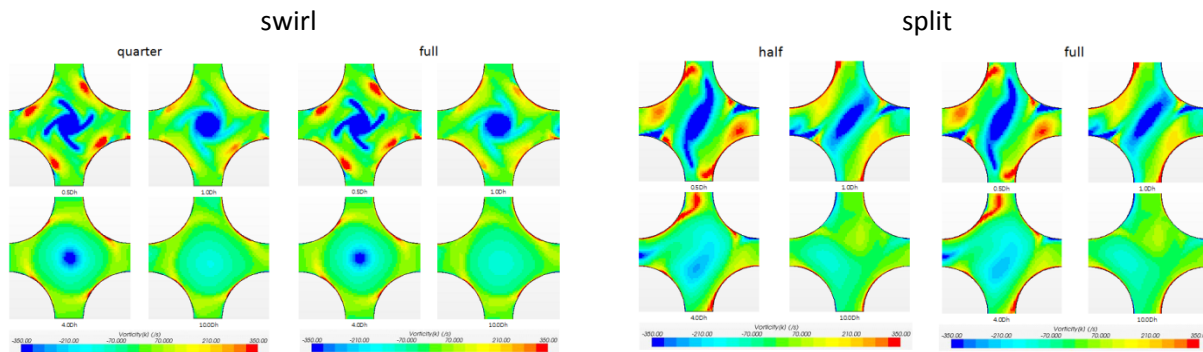 swirl
split
quarter
full
half
full
0.5Dh
1.0Dh
0.5Dh
1.0Dh
0.5Dh
1.0Dh
0.5Dh
1.0Dh
4.0Dh
10.0Dh
4.0Dh
10.0Dh
4.0Dh
10.0Dh
4.0Dh
10.0Dh
Vorticity(k) (/s)
-350.00 -210.00 -70.000 70.000 210.00 350.00
Vorticity(k) (/s)
-350.00 -210.00 -70.000 70.000 210.00 350.00
Vorticity(k) (/s)
-350.00 -210.00 -70.000 70.000 210.00 350.00
Vorticity(k) (/s)
-350.00 -210.00 -70.000 70.000 210.00 350.00